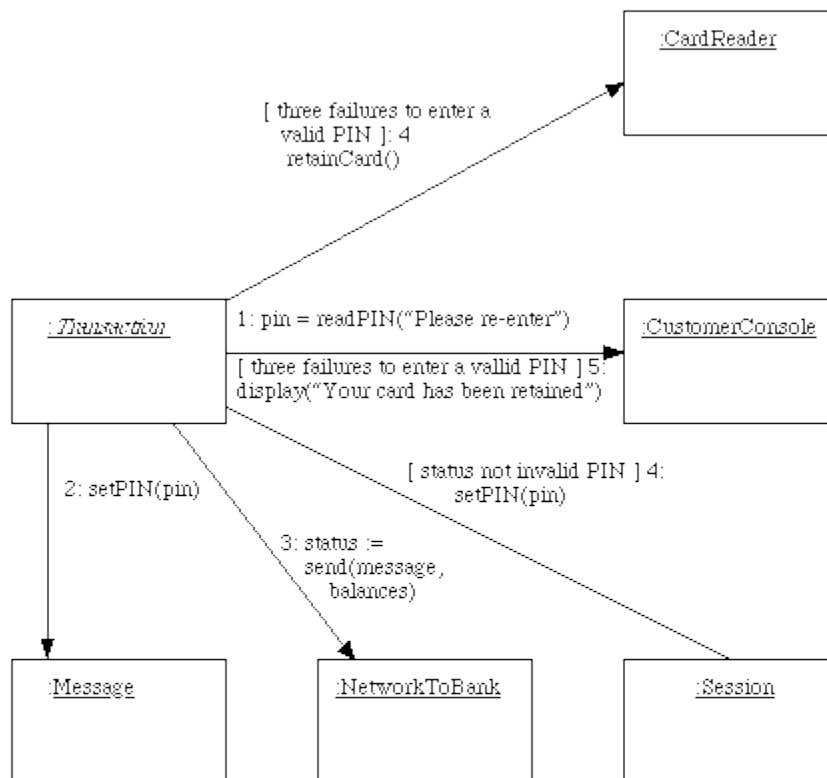 :CardReader
[ three failures to enter a
valid PIN ]: 4
retainCard()
:Transaction
1: pin = readPIN(“Please re-enter”)
:CustomerConsole
[ three failures to enter a vallid PIN ] 5:
display(“Your card has been retained”)
[ status not invalid PIN ] 4:
setPIN(pin)
2: setPIN(pin)
3: status :=
send(message,
balances)
:Message
:NetworkToBank
:Session